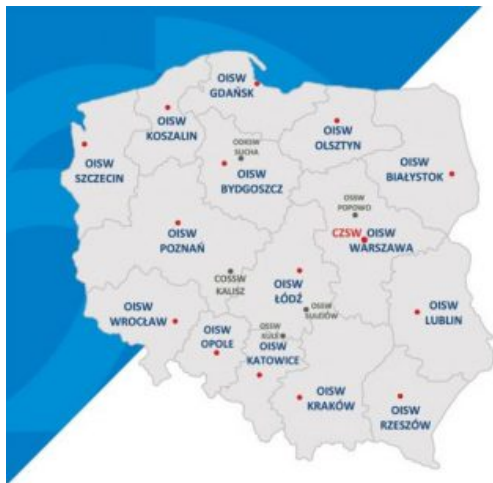 OISW
GDAŃSK
OISW
KOSZALIN
OISW
OLSZTYN
OISW
SZCZECIN
ODKSW
SUCHA
OISW
BYDGOSZCZ
OISW
BIAŁYSTOK
OSSW
POPOWO
OISW
POZNAŃ
CZSW OISW
WARSZAWA
COSSW
KALISZ
OISW
ŁÓDŹ
OSSW
SULEJÓW
OISW
LUBLIN
OISW
WROCŁAW
OISW
OPOLE
OSSW
KULE
OISW
KATOWICE
OISW
KRAKÓW
OISW
RZESZÓW